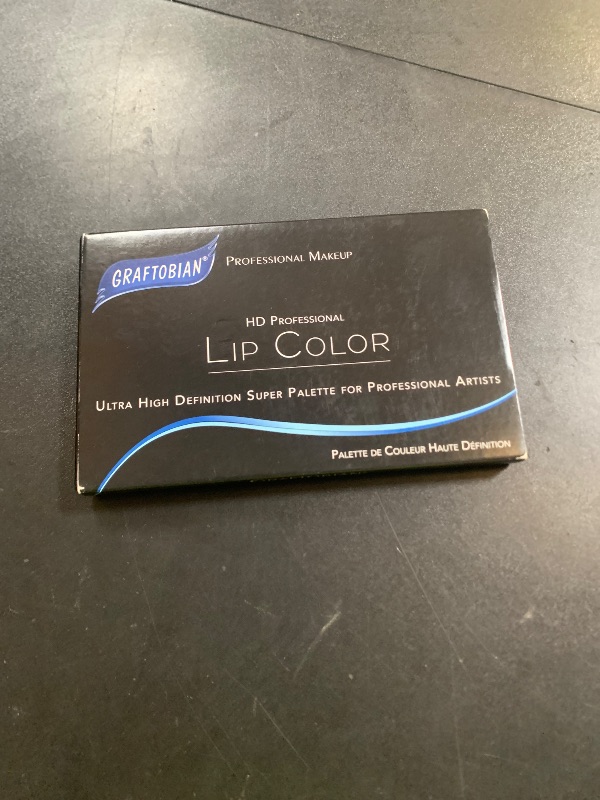 GRAFTOBIAN®
Professional Makeup
HD Professional
Lip Color
Ultra High Definition Super Palette for Professional Artists
Palette de Couleur Haute Définition